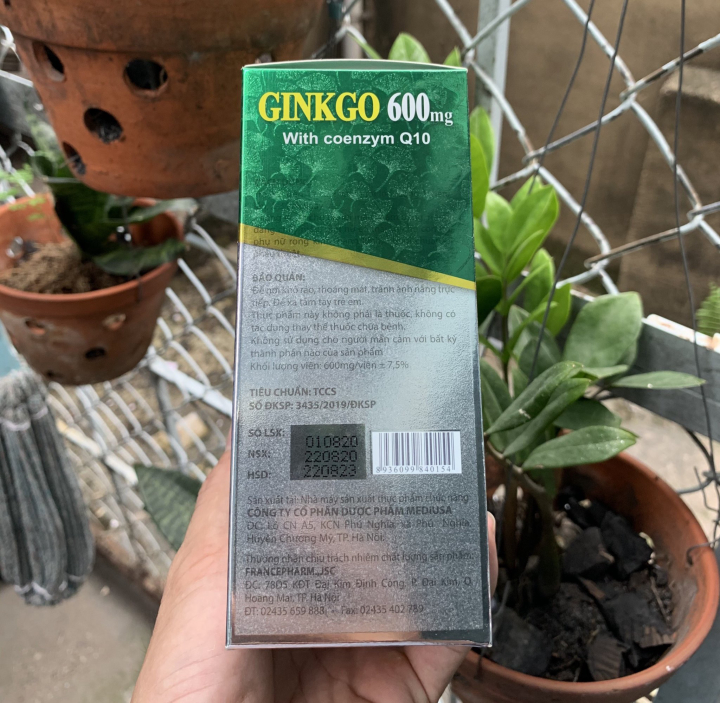 GINKGO 600mg
With coenzym Q10
phụ nữ rong
BẢO QUẢN:
Để nơi khô ráo, thoáng mát, tránh ánh nắng trực
tiếp. Để xa tầm tay trẻ em.
Thực phẩm này không phải là thuốc, không có
tác dụng thay thế thuốc chữa bệnh.
Không sử dụng cho người mẫn cảm với bất kỳ
thành phần nào của sản phẩm
Khối lượng viên: 600mg/viên ± 7,5%
TIÊU CHUẨN: TCCS
SỐ ĐKSP: 3435/2019/ĐKSP
SỐ LSX: 010820
NSX: 220820
HSD: 220823
8936099840154
Sản xuất tại: Nhà máy sản xuất thực phẩm chức năng
CÔNG TY CỔ PHẦN DƯỢC PHẨM MEDIUSA
ĐC: Lô CN A5, KCN Phú Nghĩa, xã Phú Nghĩa,
Huyện Chương Mỹ, TP. Hà Nội
Thương nhân chịu trách nhiệm chất lượng sản phẩm:
FRANCEPHARM.,JSC
ĐC: 78D5 KĐT Đại Kim Định Công, P. Đại Kim, Q
Hoàng Mai, TP. Hà Nội
ĐT: 02435 659 888, - Fax: 02435 402 789